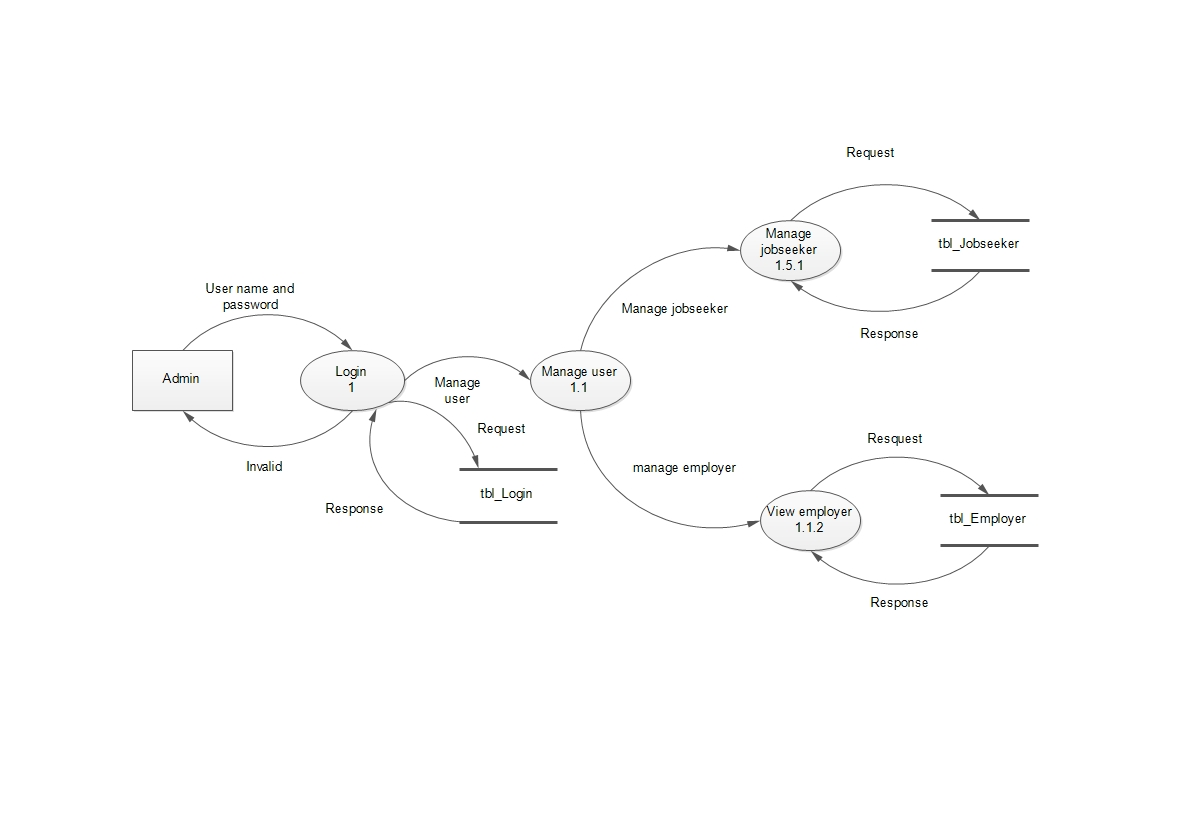 Request
Manage
jobseeker
1.5.1
tbl_Jobseeker
User name and
password
Manage jobseeker
Response
Admin
Login
1
Manage
user
Manage user
1.1
Request
Resquest
Invalid
manage employer
tbl_Login
Response
View employer
1.1.2
tbl_Employer
Response